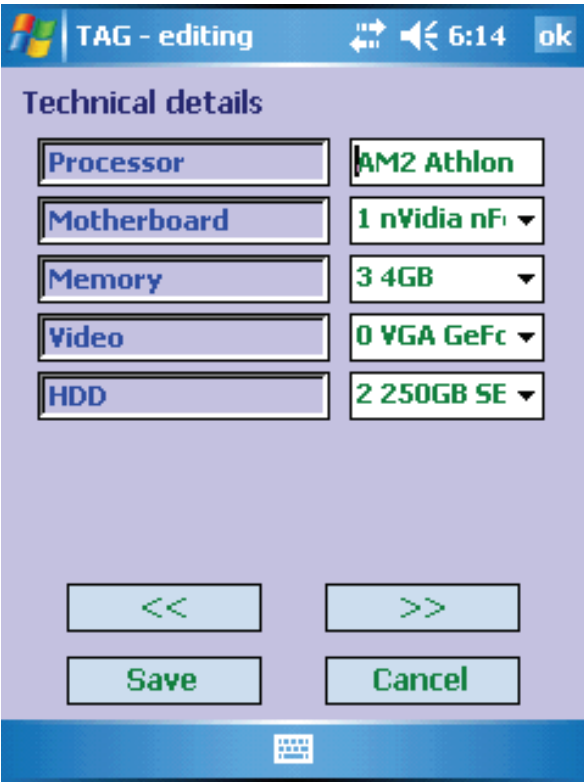 TAG - editing 6:14 ok
Technical details
Processor AM2 Athlon
Motherboard 1 nVidia nF
Memory 3 4GB
Video 0 VGA GeFc
HDD 2 250GB SE
<< >>
Save Cancel